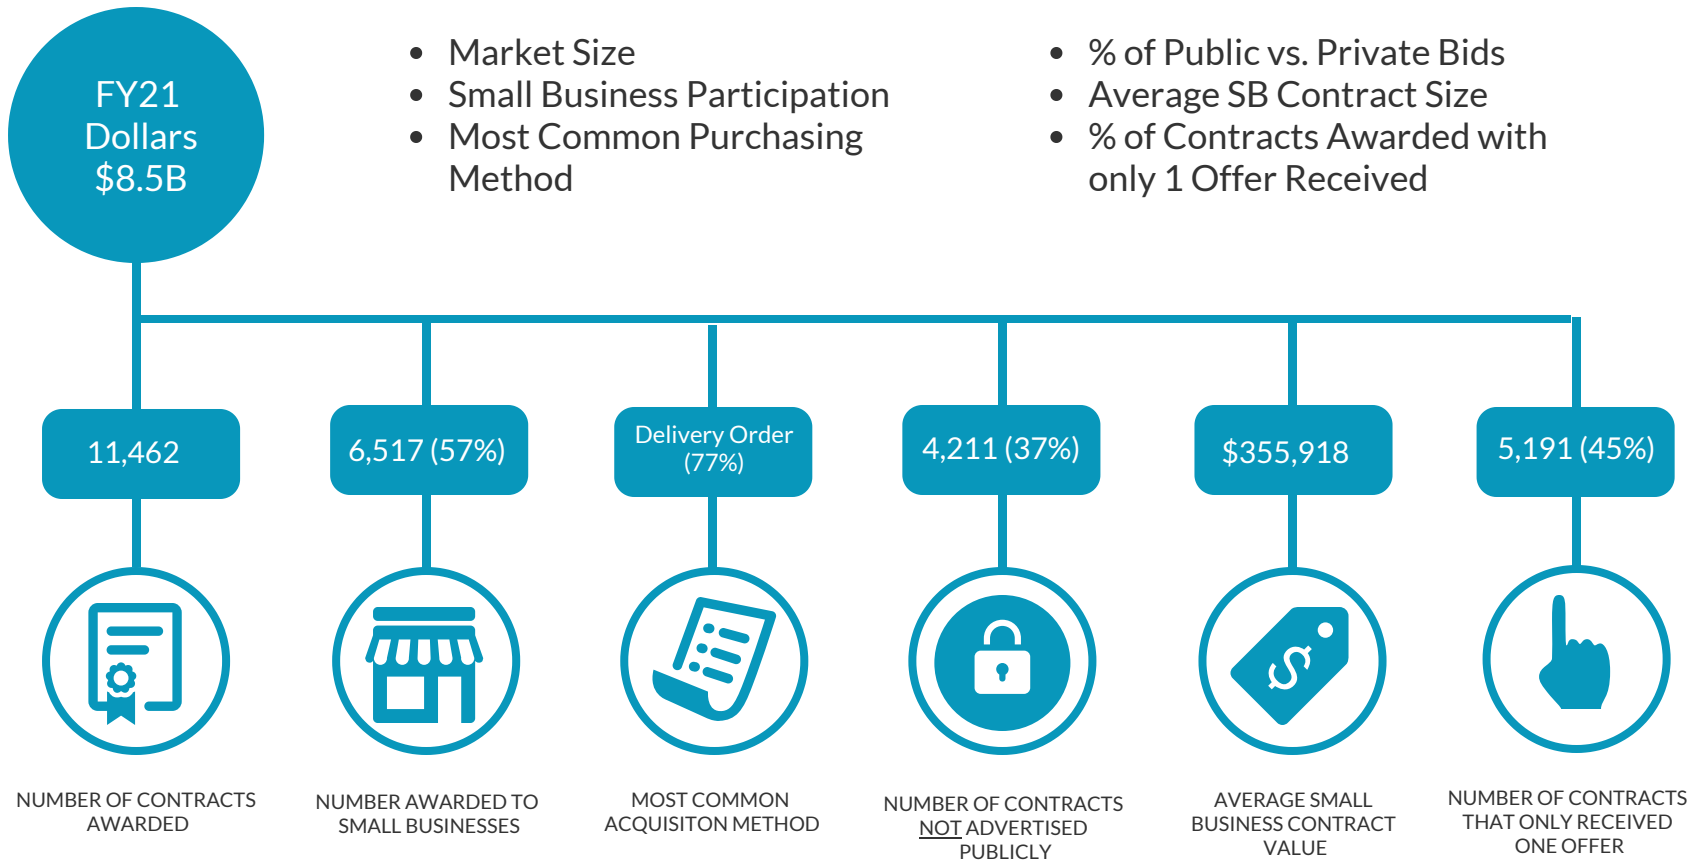 FY21
Dollars
$8.5B
• Market Size
• Small Business Participation
• Most Common Purchasing
Method
• % of Public vs. Private Bids
• Average SB Contract Size
• % of Contracts Awarded with
only 1 Offer Received
11,462
6,517 (57%)
Delivery Order
(77%)
4,211 (37%)
$355,918
5,191 (45%)
$
NUMBER OF CONTRACTS
AWARDED
NUMBER AWARDED TO
SMALL BUSINESSES
MOST COMMON
ACQUISITON METHOD
NUMBER OF CONTRACTS
NOT ADVERTISED
PUBLICLY
AVERAGE SMALL
BUSINESS CONTRACT
VALUE
NUMBER OF CONTRACTS
THAT ONLY RECEIVED
ONE OFFER